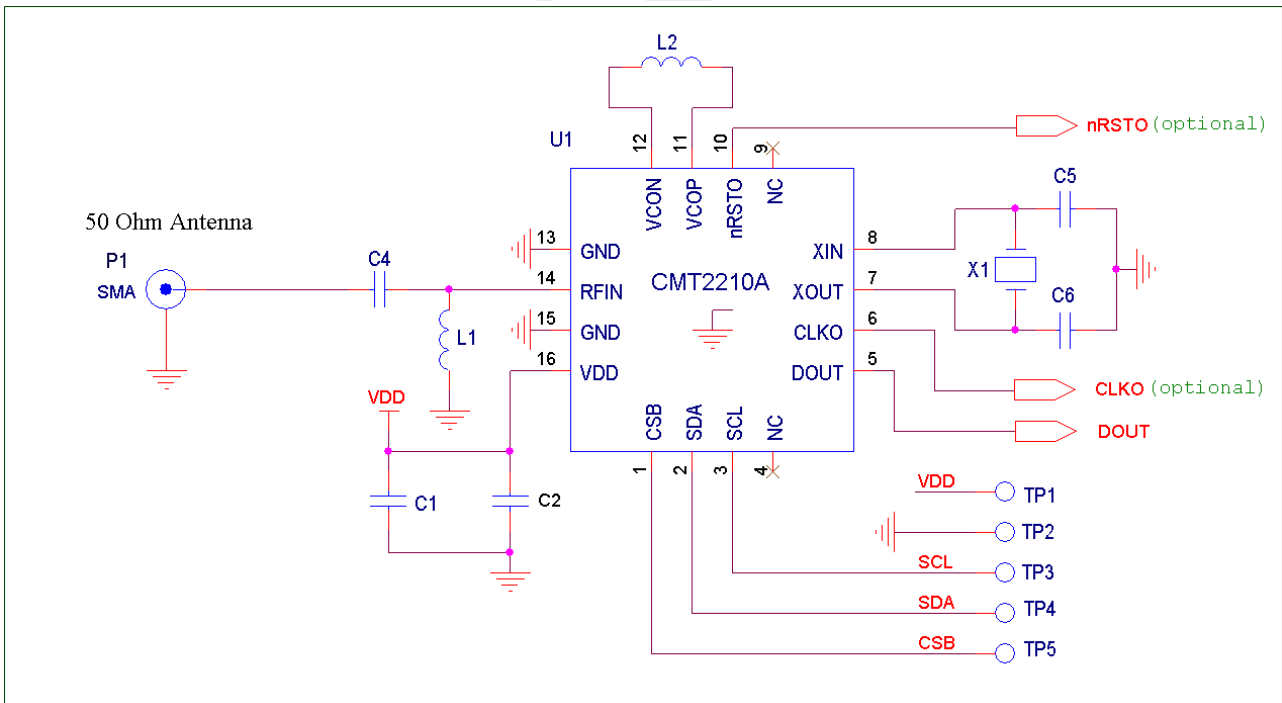 L2
U1
12
11
10
9
nRSTO (optional)
VCON
VCOP
nRSTO
NC
50 Ohm Antenna
P1
SMA
C4
L1
13
GND
14
RFIN
15
GND
16
VDD
CMT2210A
XIN
8
XOUT
7
CLKO
6
DOUT
5
C5
X1
C6
CLKO (optional)
DOUT
VDD
C1
C2
CSB
SDA
SCL
NC
1
2
3
4
VDD
TP1
TP2
SCL
TP3
SDA
TP4
CSB
TP5